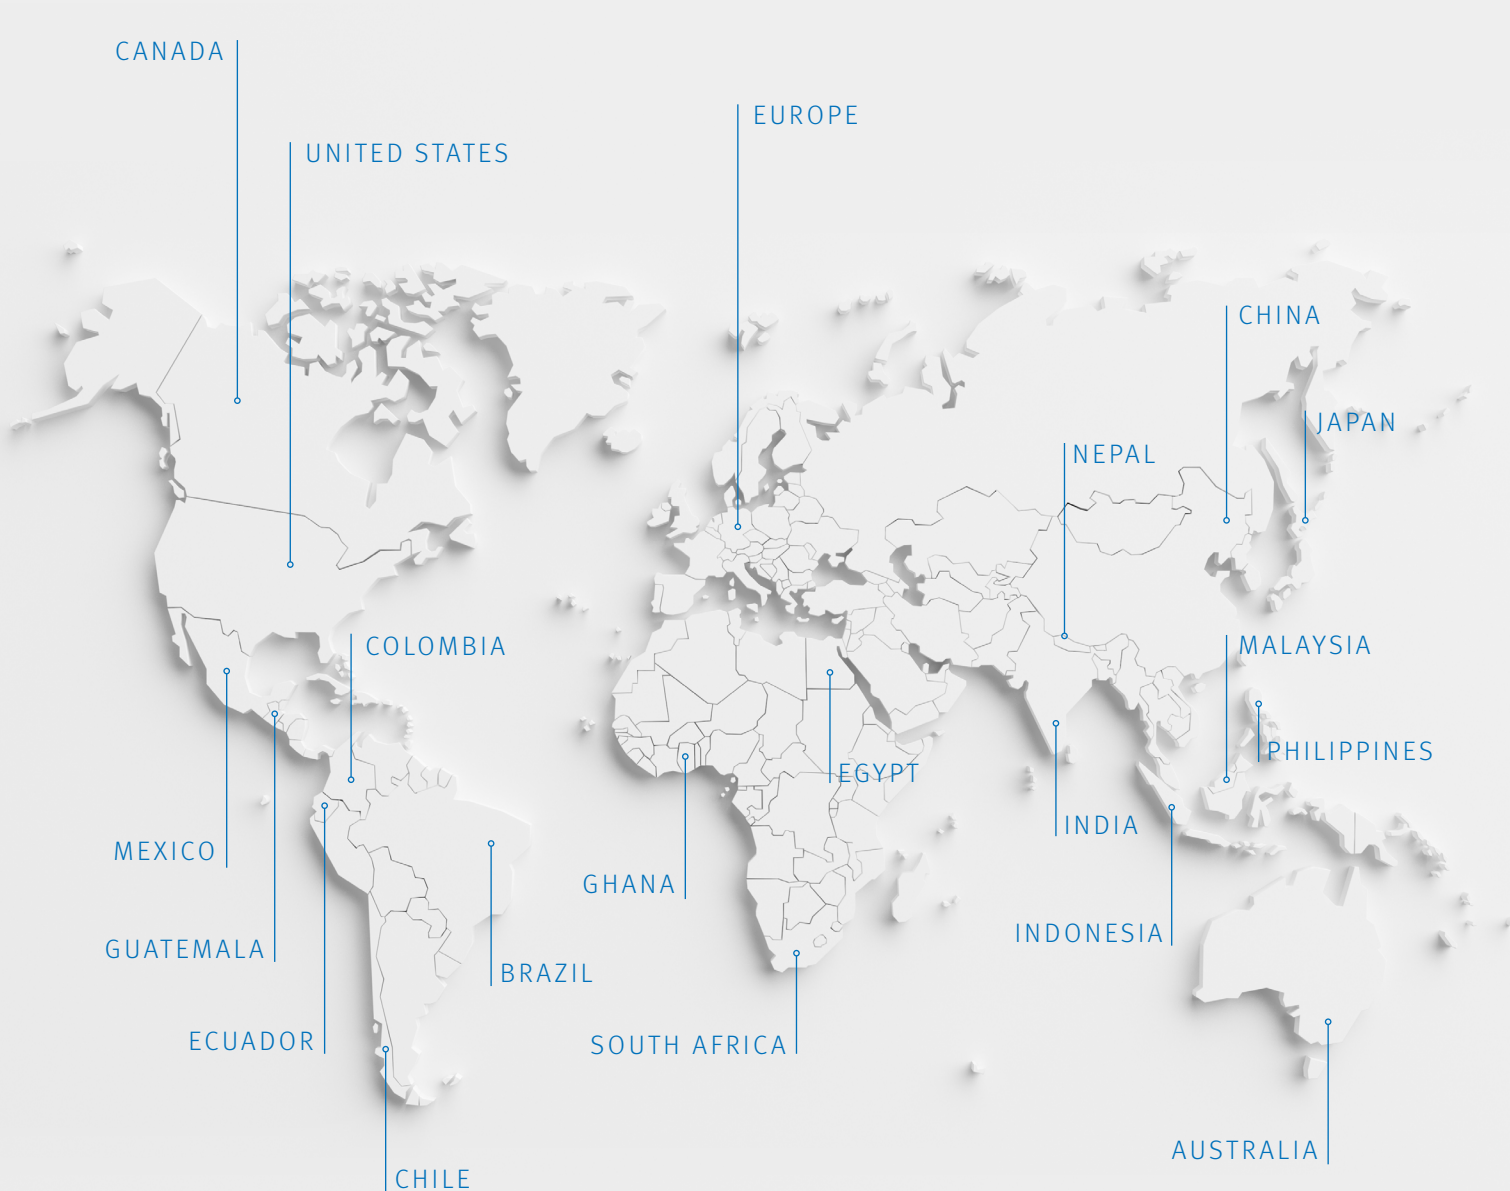 CANADA
EUROPE
UNITED STATES
CHINA
JAPAN
NEPAL
COLOMBIA
MALAYSIA
PHILIPPINES
EGYPT
INDIA
MEXICO
GHANA
INDONESIA
GUATEMALA
BRAZIL
ECUADOR
SOUTH AFRICA
AUSTRALIA
CHILE